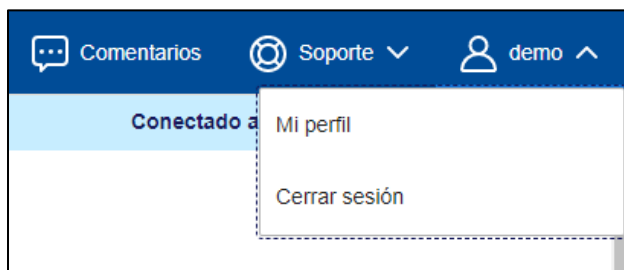 Comentarios Soporte demo
Conectado a
Mi perfil
Cerrar sesión